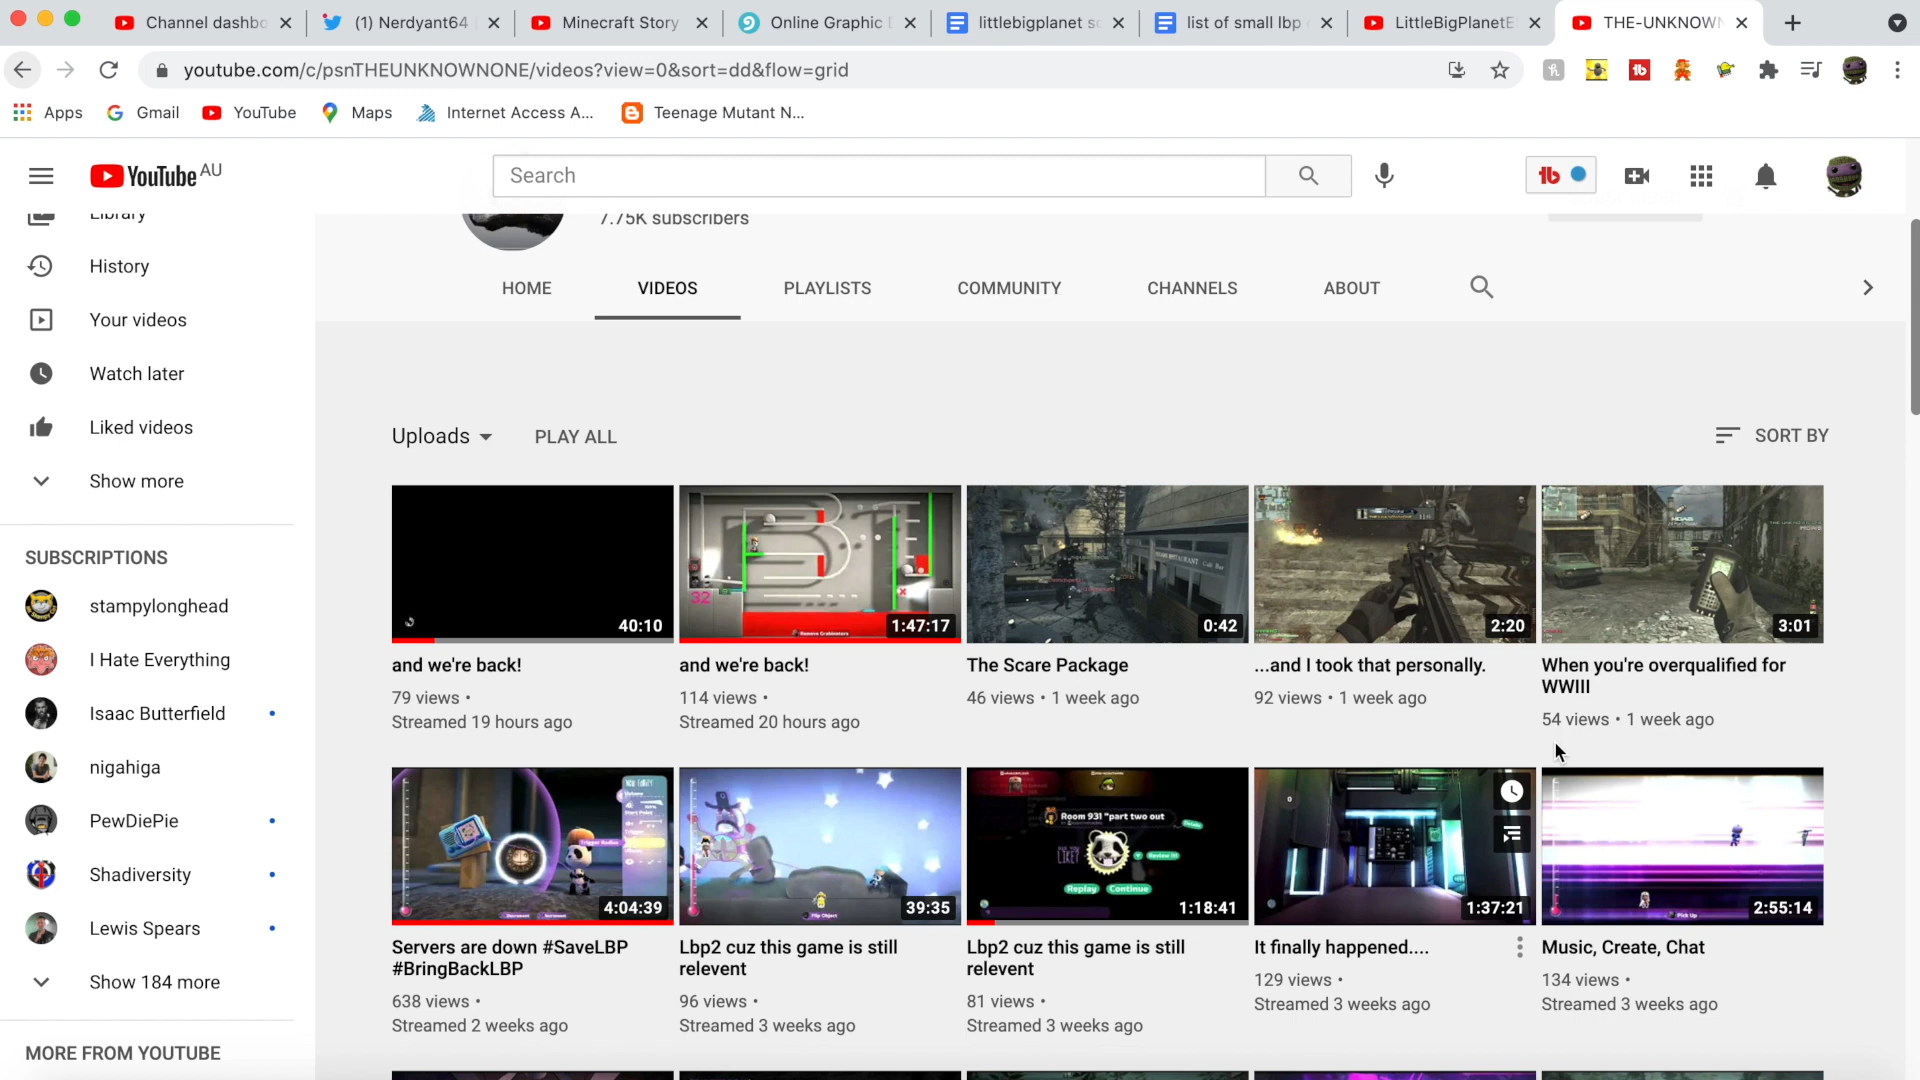 Channel dashbo
(1) Nerdyant64
Minecraft Story
Online Graphic
littlebigplanet sc
list of small lbp
LittleBigPlanetE
THE-UNKNOWN
youtube.com/c/psnTHEUNKNOWNONE/videos?view=0&sort=dd&flow=grid
Apps
Gmail
YouTube
Maps
Internet Access A...
Teenage Mutant N...
YouTube AU
Search
Library
History
Your videos
Watch later
Liked videos
Show more
SUBSCRIPTIONS
stampylonghead
I Hate Everything
Isaac Butterfield
nigahiga
PewDiePie
Shadiversity
Lewis Spears
Show 184 more
MORE FROM YOUTUBE
7.75K subscribers
HOME
VIDEOS
PLAYLISTS
COMMUNITY
CHANNELS
ABOUT
Uploads
PLAY ALL
SORT BY
40:10
and we're back!
79 views •
Streamed 19 hours ago
32
1:47:17
and we're back!
114 views •
Streamed 20 hours ago
0:42
The Scare Package
46 views • 1 week ago
2:20
...and I took that personally.
92 views • 1 week ago
3:01
When you're overqualified for
WWIII
54 views • 1 week ago
4:04:39
Servers are down #SaveLBP
#BringBackLBP
638 views •
Streamed 2 weeks ago
Flip Object
39:35
Lbp2 cuz this game is still
relevent
96 views •
Streamed 3 weeks ago
Room 931 "part two out
Replay
Continue
1:18:41
Lbp2 cuz this game is still
relevent
81 views •
Streamed 3 weeks ago
1:37:21
It finally happened....
129 views •
Streamed 3 weeks ago
Pick Up
2:55:14
Music, Create, Chat
134 views •
Streamed 3 weeks ago